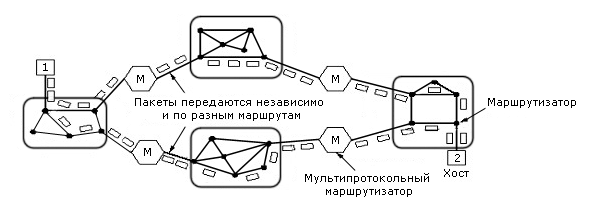 1
М
М
Пакеты передаются независимо
и по разным маршрутам
Маршрутизатор
М
М
2
Хост
Мультипротокольный
маршрутизатор